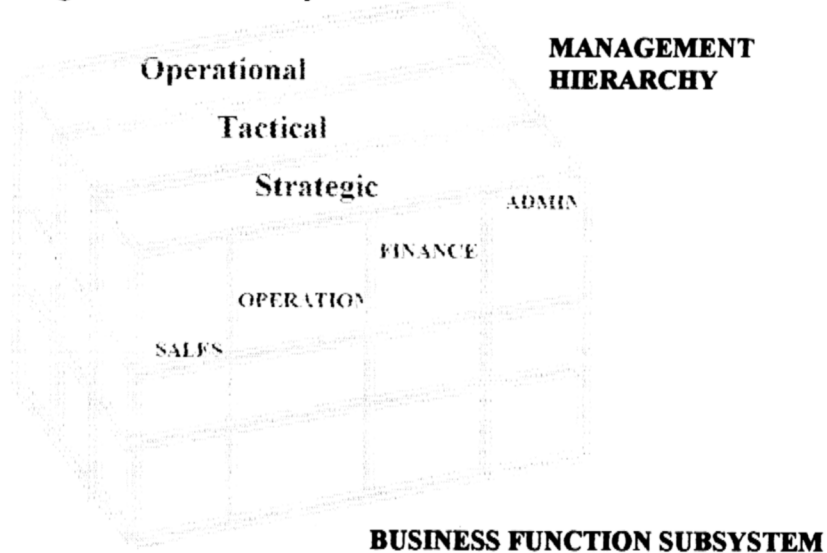 Operational
MANAGEMENT
HIERARCHY
Tactical
Strategic
ADMIN
FINANCE
OPERATION
SALES
BUSINESS FUNCTION SUBSYSTEM